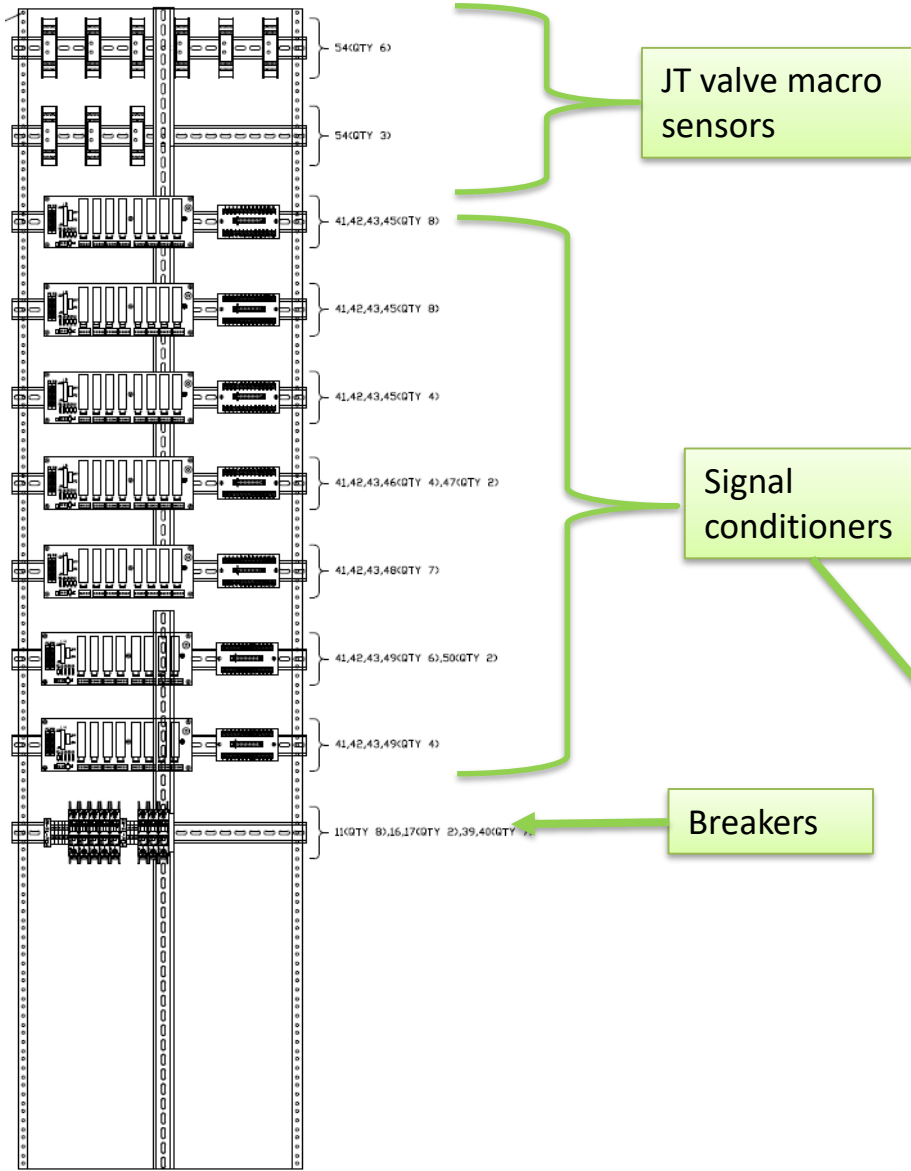 54(QTY 6)
JT valve macro
sensors
54(QTY 3)
41,42,43,45(QTY 8)
41,42,43,45(QTY 8)
41,42,43,45(QTY 4)
41,42,43,46(QTY 4),47(QTY 2)
Signal
conditioners
41,42,43,48(QTY 7)
41,42,43,49(QTY 6),50(QTY 2)
41,42,43,49(QTY 4)
11(QTY 8),16,17(QTY 2),39,40(QTY
Breakers